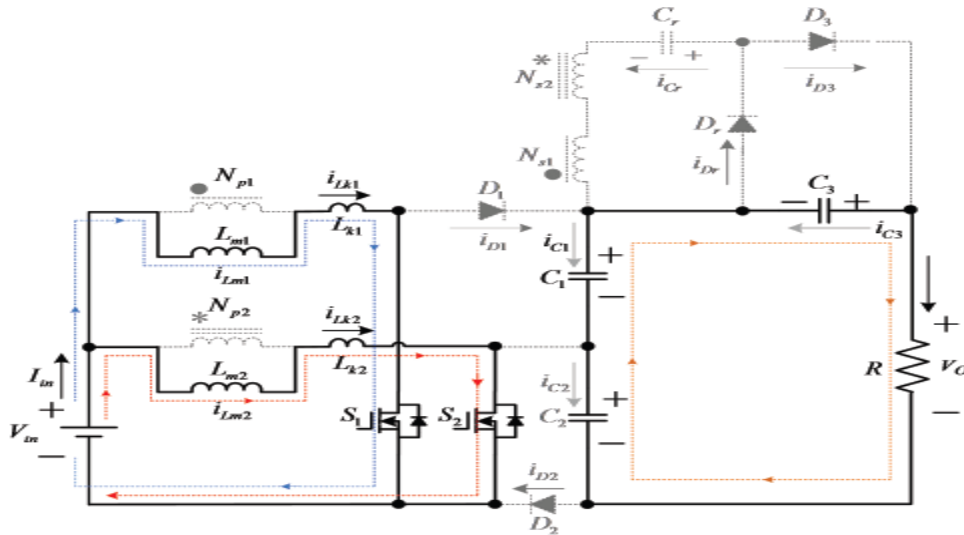 C_r
D_3
− +
*
N_s2
i_Cr
i_D3
D_r
N_s1
i_Dr
N_p1
i_Lk1
D_1
C_3
− +
L_m1
L_k1
i_D1
i_C1
i_C3
i_Lm1
+
C_1
−
N_p2
*
i_Lk2
I_in
L_m2
L_k2
i_C2
+
R
v_O
+
−
i_Lm2
S_1
S_2
C_2
+
V_in
−
−
i_D2
D_2